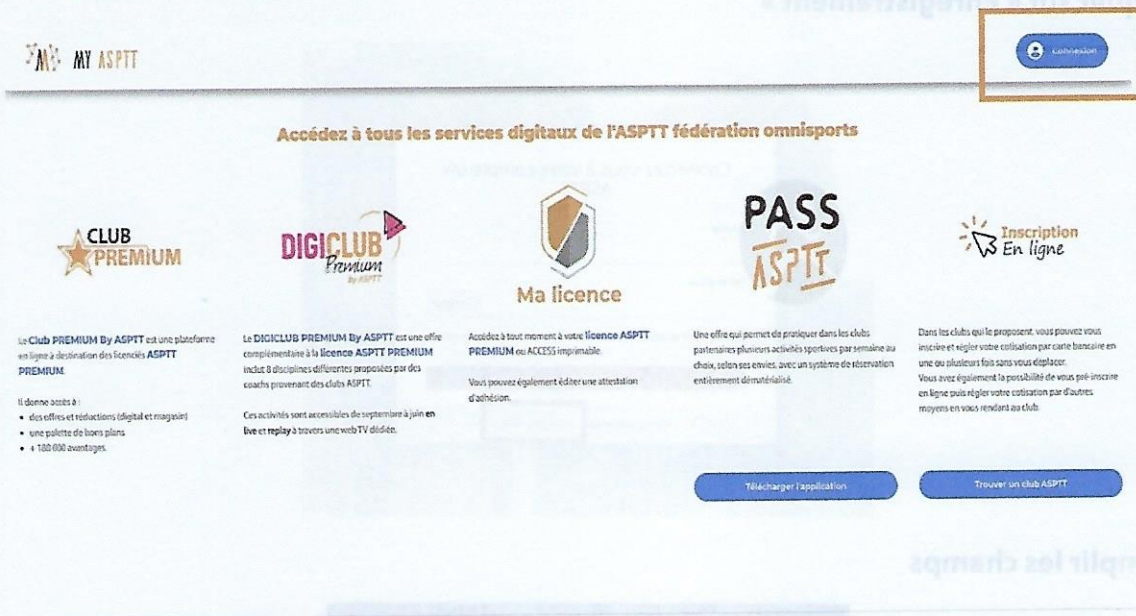 MY ASPTT
Connexion
Accédez à tous les services digitaux de l'ASPTT fédération omnisports
CLUB
PREMIUM
Le Club PREMIUM By ASPTT est une plateforme
en ligne à destination des licenciés ASPTT
PREMIUM.
Il donne accès à :
• des offres et réductions (digital et magasin)
• une palette de bons plans
• + 180 000 avantages.
DIGICLUB
Premium
by ASPTT
Le DIGICLUB PREMIUM By ASPTT est une offre
complémentaire à la licence ASPTT PREMIUM
inclut 8 disciplines différentes proposées par des
coachs provenant des clubs ASPTT.
Ces activités sont accessibles de septembre à juin en
live et replay à travers une web TV dédiée.
Ma licence
Accédez à tout moment à votre licence ASPTT
PREMIUM ou ACCESS imprimable.
Vous pouvez également éditer une attestation
d'adhésion.
PASS
ASPTT
Une offre qui permet de pratiquer dans les clubs
partenaires plusieurs activités sportives par semaine au
choix, selon ses envies, avec un système de réservation
entièrement dématérialisé.
Télécharger l'application
Inscription
En ligne
Dans les clubs qui le proposent, vous pouvez vous
inscrire et régler votre cotisation par carte bancaire en
une ou plusieurs fois sans vous déplacer.
Vous avez également la possibilité de vous pré-inscrire
en ligne puis régler votre cotisation par d'autres
moyens en vous rendant au club.
Trouver un club ASPTT